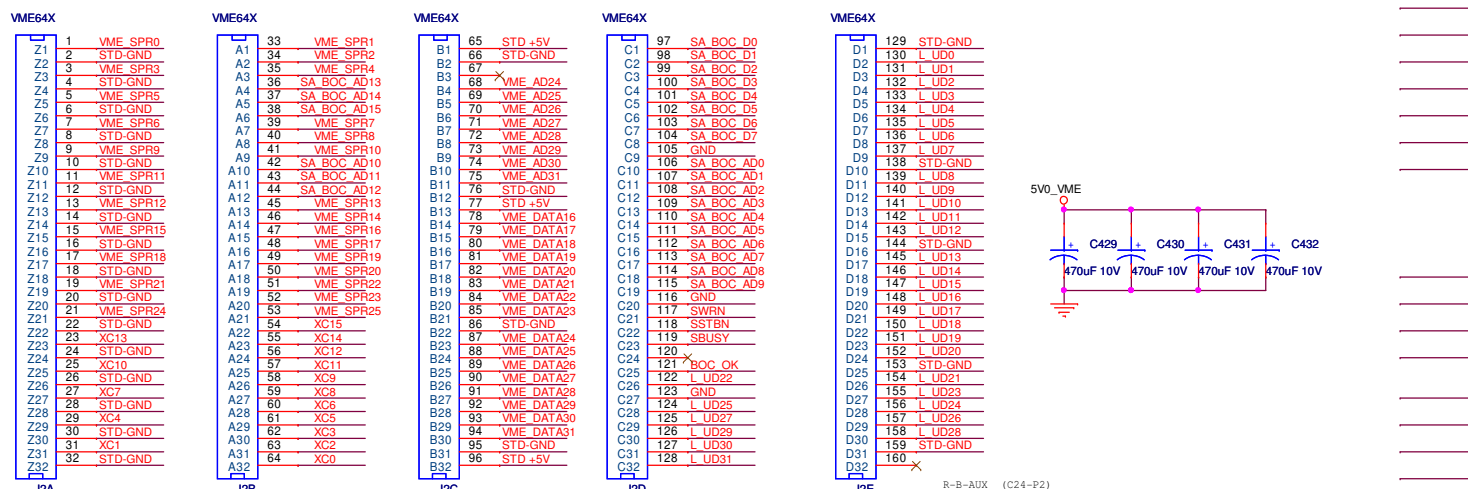 VME64X VME64X VME64X VME64X VME64X
Z1 1 VME_SPR0 A1 33 VME_SPR1 B1 65 STD +5V C1 97 SA_BOC_D0 D1 129 STD-GND
Z2 2 STD-GND A2 34 VME_SPR2 B2 66 STD-GND C2 98 SA_BOC_D1 D2 130 L_UD0
Z3 3 VME_SPR3 A3 35 VME_SPR4 B3 67 C3 99 SA_BOC_D2 D3 131 L_UD1
Z4 4 STD-GND A4 36 SA_BOC_AD13 B4 68 VME_AD24 C4 100 SA_BOC_D3 D4 132 L_UD2
Z5 5 VME_SPR5 A5 37 SA_BOC_AD14 B5 69 VME_AD25 C5 101 SA_BOC_D4 D5 133 L_UD3
Z6 6 STD-GND A6 38 SA_BOC_AD15 B6 70 VME_AD26 C6 102 SA_BOC_D5 D6 134 L_UD4
Z7 7 VME_SPR6 A7 39 VME_SPR7 B7 71 VME_AD27 C7 103 SA_BOC_D6 D7 135 L_UD5
Z8 8 STD-GND A8 40 VME_SPR8 B8 72 VME_AD28 C8 104 SA_BOC_D7 D8 136 L_UD6
Z9 9 VME_SPR9 A9 41 VME_SPR10 B9 73 VME_AD29 C9 105 GND D9 137 L_UD7
Z10 10 STD-GND A10 42 SA_BOC_AD10 B10 74 VME_AD30 C10 106 SA_BOC_AD0 D10 138 STD-GND
Z11 11 VME_SPR11 A11 43 SA_BOC_AD11 B11 75 VME_AD31 C11 107 SA_BOC_AD1 D11 139 L_UD8
Z12 12 STD-GND A12 44 SA_BOC_AD12 B12 76 STD-GND C12 108 SA_BOC_AD2 D12 140 L_UD9
Z13 13 VME_SPR12 A13 45 VME_SPR13 B13 77 STD +5V C13 109 SA_BOC_AD3 D13 141 L_UD10
Z14 14 STD-GND A14 46 VME_SPR14 B14 78 VME_DATA16 C14 110 SA_BOC_AD4 D14 142 L_UD11
Z15 15 VME_SPR15 A15 47 VME_SPR16 B15 79 VME_DATA17 C15 111 SA_BOC_AD5 D15 143 L_UD12
Z16 16 STD-GND A16 48 VME_SPR17 B16 80 VME_DATA18 C16 112 SA_BOC_AD6 D16 144 STD-GND
Z17 17 VME_SPR18 A17 49 VME_SPR19 B17 81 VME_DATA19 C17 113 SA_BOC_AD7 D17 145 L_UD13
Z18 18 STD-GND A18 50 VME_SPR20 B18 82 VME_DATA20 C18 114 SA_BOC_AD8 D18 146 L_UD14
Z19 19 VME_SPR21 A19 51 VME_SPR22 B19 83 VME_DATA21 C19 115 SA_BOC_AD9 D19 147 L_UD15
Z20 20 STD-GND A20 52 VME_SPR23 B20 84 VME_DATA22 C20 116 GND D20 148 L_UD16
Z21 21 VME_SPR24 A21 53 VME_SPR25 B21 85 VME_DATA23 C21 117 SWRN D21 149 L_UD17
Z22 22 STD-GND A22 54 XC15 B22 86 STD-GND C22 118 SSTBN D22 150 L_UD18
Z23 23 XC13 A23 55 XC14 B23 87 VME_DATA24 C23 119 SBUSY D23 151 L_UD19
Z24 24 STD-GND A24 56 XC12 B24 88 VME_DATA25 C24 120 D24 152 L_UD20
Z25 25 XC10 A25 57 XC11 B25 89 VME_DATA26 C25 121 BOC_OK D25 153 STD-GND
Z26 26 STD-GND A26 58 XC9 B26 90 VME_DATA27 C26 122 L_UD22 D26 154 L_UD21
Z27 27 XC7 A27 59 XC8 B27 91 VME_DATA28 C27 123 GND D27 155 L_UD23
Z28 28 STD-GND A28 60 XC6 B28 92 VME_DATA29 C28 124 L_UD25 D28 156 L_UD24
Z29 29 XC4 A29 61 XC5 B29 93 VME_DATA30 C29 125 L_UD27 D29 157 L_UD26
Z30 30 STD-GND A30 62 XC3 B30 94 VME_DATA31 C30 126 L_UD29 D30 158 L_UD28
Z31 31 XC1 A31 63 XC2 B31 95 STD-GND C31 127 L_UD30 D31 159 STD-GND
Z32 32 STD-GND A32 64 XC0 B32 96 STD +5V C32 128 L_UD31 D32 160
J2A J2B J2C J2D J2E
R-B-AUX (C24-P2)
5V0_VME
+ C429 + C430 + C431 + C432
470uF 10V 470uF 10V 470uF 10V 470uF 10V